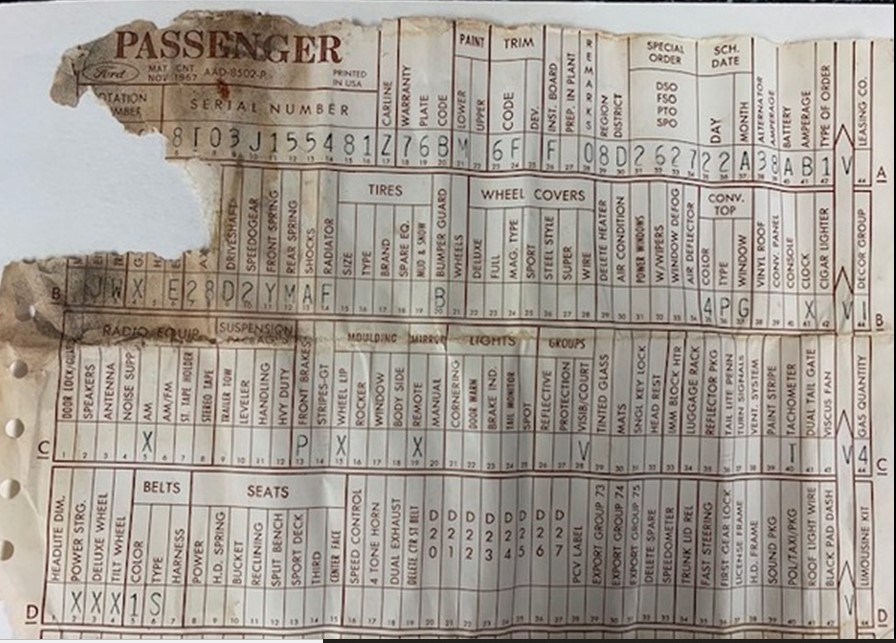 PASSENGER
Ford
MAT. CNT. AAD-8502-P
NOV 1967
PRINTED
IN USA
SERIAL NUMBER
CARLINE
WARRANTY
PLATE
CODE
PAINT
LOWER
UPPER
TRIM
CODE
DEV.
INST. BOARD
PREP. IN PLANT
REMARKS
REGION
DISTRICT
SPECIAL
ORDER
DSO
FSO
PTO
SPO
SCH.
DATE
DAY
MONTH
ALTERNATOR
AMPERAGE
BATTERY
AMPERAGE
TYPE OF ORDER
LEASING CO.
8T03J155481Z76BM 6F F 08D262722A38AB1 V
A
DRIVESHAFT
SPEEDOGEAR
FRONT SPRING
REAR SPRING
SHOCKS
RADIATOR
TIRES
SIZE
TYPE
BRAND
SPARE EQ.
MUD & SNOW
BUMPER GUARD
WHEELS
WHEEL COVERS
DELUXE
FULL
MAG. TYPE
SPORT
STEEL STYLE
SUPER
WIRE
DELETE HEATER
AIR CONDITION
POWER WINDOWS
W/WIPERS
WINDOW DEFOG
AIR DEFLECTOR
CONV.
TOP
COLOR
TYPE
WINDOW
VINYL ROOF
CONV. PANEL
CONSOLE
CLOCK
CIGAR LIGHTER
DECOR GROUP
B JWX E28D2YMAF B 4PG X V1
B
RADIO EQUIP.
SUSPENSION
PACKAGES
MOULDING
MIRROR
LIGHTS
GROUPS
DOOR LOCK/GUARD
SPEAKERS
ANTENNA
NOISE SUPP
AM
AM/FM
ST. TAPE HOLDER
STEREO TAPE
TRAILER TOW
LEVELER
HANDLING
HVY DUTY
FRONT BRAKES
STRIPES-GT
WHEEL LIP
ROCKER
WINDOW
BODY SIDE
REMOTE
MANUAL
CORNERING
DOOR WARN
BRAKE IND.
TAIL MONITOR
SPOT
REFLECTIVE
PROTECTION
VISIB/COURT
TINTED GLASS
MATS
SNGL KEY LOCK
HEAD REST
IMM BLOCK HTR
LUGGAGE RACK
REFLECTOR PKG
TAIL LITE PENN
TURN SIGNALS
VENT. SYSTEM
PAINT STRIPE
TACHOMETER
DUAL TAIL GATE
VISCUS FAN
GAS QUANTITY
C X P X X V T V4
C
HEADLITE DIM.
POWER STRG.
DELUXE WHEEL
TILT WHEEL
BELTS
COLOR
TYPE
HARNESS
SEATS
POWER
H.D. SPRING
BUCKET
RECLINING
SPLIT BENCH
SPORT DECK
THIRD
CENTER FACE
SPEED CONTROL
4 TONE HORN
DUAL EXHAUST
DELETE CTR ST BELT
D20
D21
D22
D23
D24
D25
D26
D27
PCV LABEL
EXPORT GROUP 73
EXPORT GROUP 74
EXPORT GROUP 75
DELETE SPARE
SPEEDOMETER
TRUNK LID REL
FAST STEERING
FIRST GEAR LOCK
LICENSE FRAME
H.D. FRAME
SOUND PKG
POL/TAXI/PKG
ROOF LIGHT WIRE
BLACK PAD DASH
LIMOUSINE KIT
D XXX1S V
D